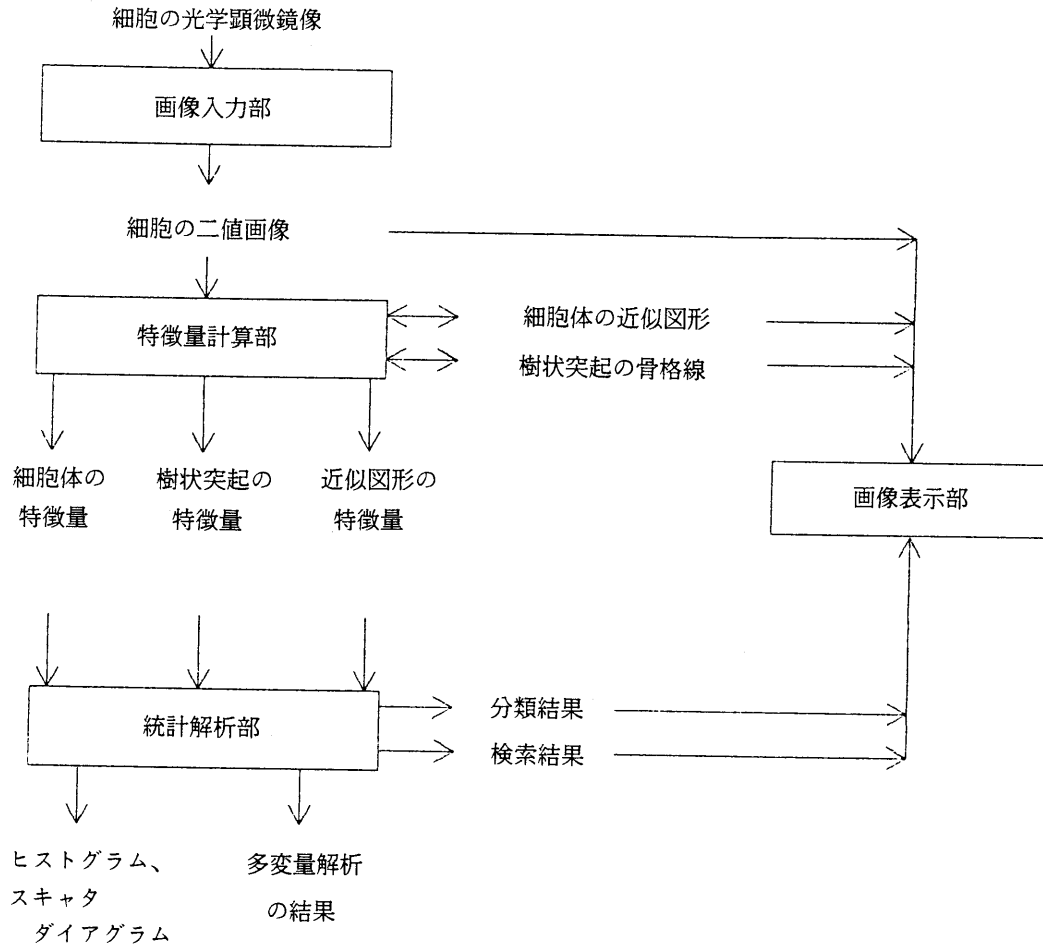 細胞の光学顕微鏡像
画像入力部
細胞の二値画像
特徴量計算部
細胞体の近似図形
樹状突起の骨格線
細胞体の
特徴量
樹状突起の
特徴量
近似図形の
特徴量
画像表示部
統計解析部
分類結果
検索結果
ヒストグラム、
スキャタ
ダイアグラム
多変量解析
の結果